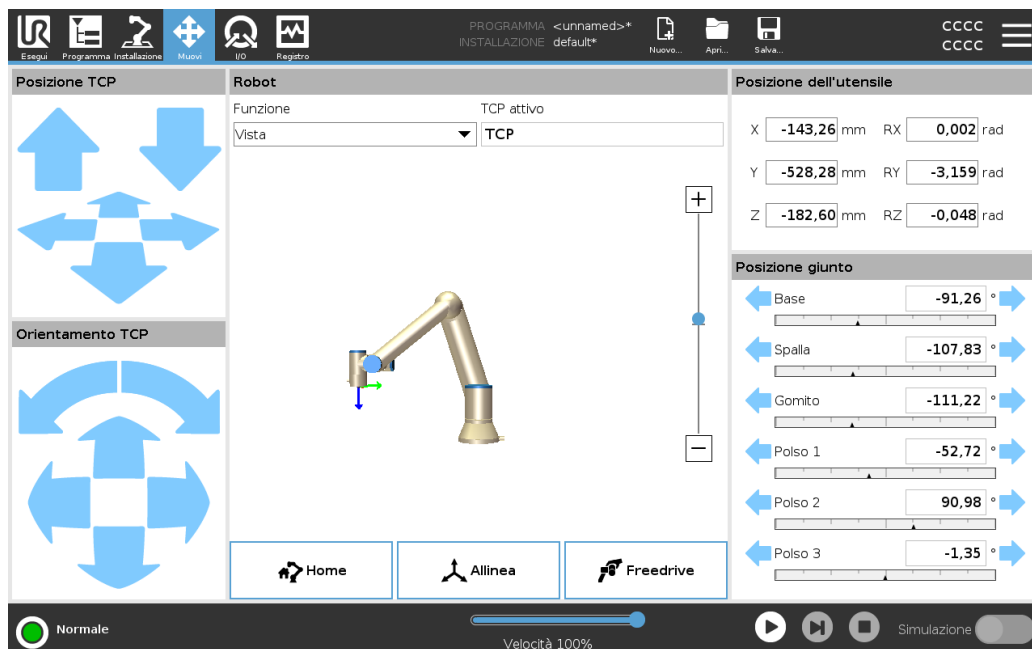 PROGRAMMA <unnamed>*
INSTALLAZIONE default*
CCCC
CCCC
Esegui Programma Installazione Muovi I/O Registro
Nuovo... Apri... Salva...
Posizione TCP
Robot
Funzione TCP attivo
Vista TCP
Posizione dell'utensile
X -143,26 mm RX 0,002 rad
Y -528,28 mm RY -3,159 rad
Z -182,60 mm RZ -0,048 rad
Posizione giunto
Base -91,26 °
Spalla -107,83 °
Gomito -111,22 °
Polso 1 -52,72 °
Polso 2 90,98 °
Polso 3 -1,35 °
Orientamento TCP
Home Allinea Freedrive
Normale
Velocità 100%
Simulazione